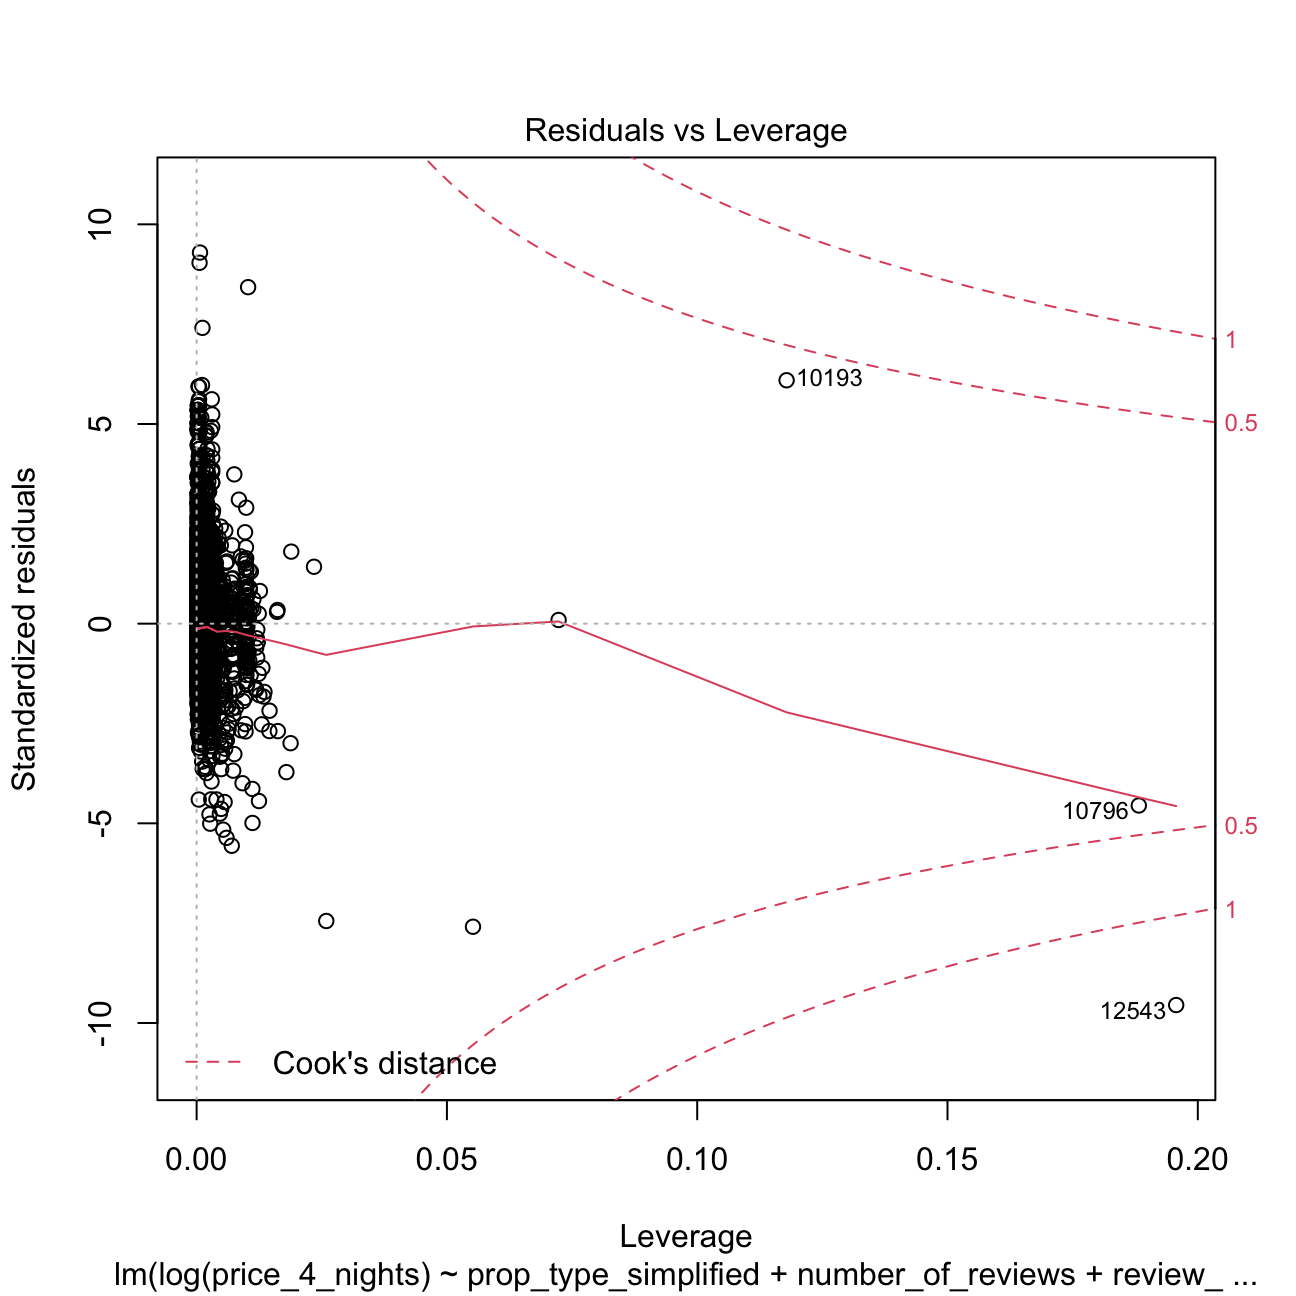 Residuals vs Leverage
Standardized residuals
10
5
0
-5
-10
1
0.5
0.5
1
10193
10796
12543
Cook's distance
0.00 0.05 0.10 0.15 0.20
Leverage
lm(log(price_4_nights) ~ prop_type_simplified + number_of_reviews + review_ ...